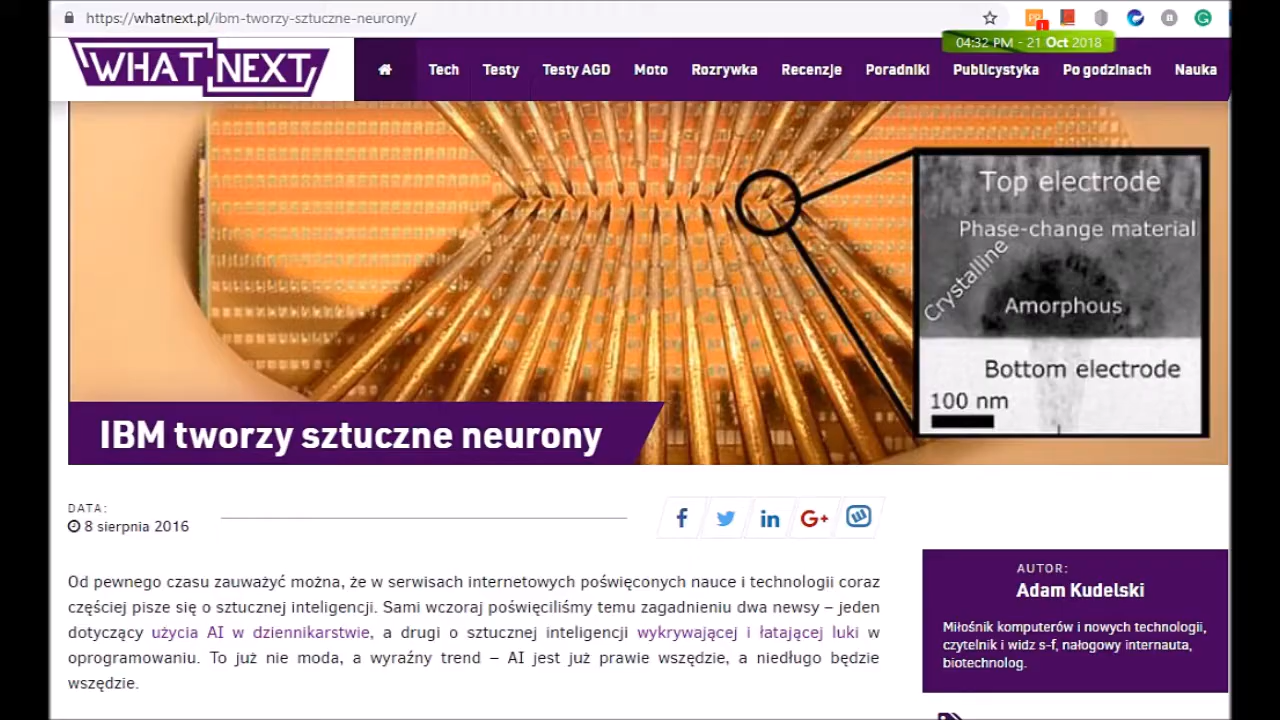 https://whatnext.pl/ibm-tworzy-sztuczne-neurony/
04:32 PM - 21 Oct 2018
WHAT NEXT
Tech Testy Testy AGD Moto Rozrywka Recenzje Poradniki Publicystyka Po godzinach Nauka
Top electrode
Phase-change material
Crystalline
Amorphous
Bottom electrode
100 nm
IBM tworzy sztuczne neurony
DATA:
8 sierpnia 2016
Od pewnego czasu zauważyć można, że w serwisach internetowych poświęconych nauce i technologii coraz
częściej pisze się o sztucznej inteligencji. Sami wczoraj poświęciliśmy temu zagadnieniu dwa newsy – jeden
dotyczący użycia AI w dziennikarstwie, a drugi o sztucznej inteligencji wykrywającej i łatającej luki w
oprogramowaniu. To już nie moda, a wyraźny trend – AI jest już prawie wszędzie, a niedługo będzie
wszędzie.
AUTOR:
Adam Kudelski
Miłośnik komputerów i nowych technologii,
czytelnik i widz s-f, nałogowy internauta,
biotechnolog.